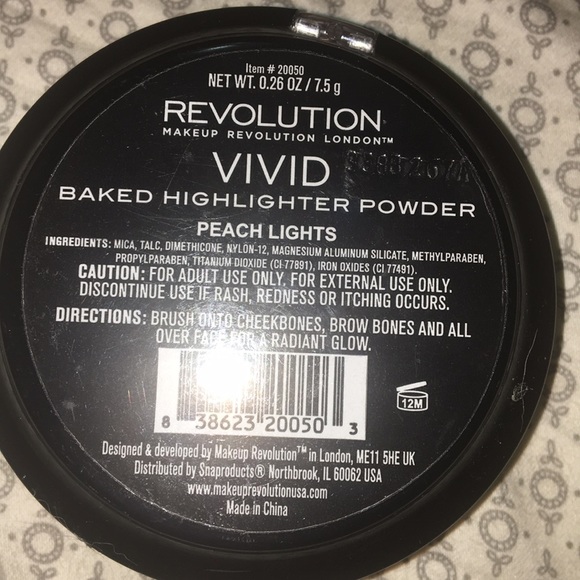 Item # 20050
NET WT. 0.26 OZ / 7.5 g
REVOLUTION
MAKEUP REVOLUTION LONDON™
VIVID
BAKED HIGHLIGHTER POWDER
PEACH LIGHTS
INGREDIENTS: MICA, TALC, DIMETHICONE, NYLON-12, MAGNESIUM ALUMINUM SILICATE, METHYLPARABEN,
PROPYLPARABEN, TITANIUM DIOXIDE (CI 77891), IRON OXIDES (CI 77491).
CAUTION: FOR ADULT USE ONLY. FOR EXTERNAL USE ONLY.
DISCONTINUE USE IF RASH, REDNESS OR ITCHING OCCURS.
DIRECTIONS: BRUSH ONTO CHEEKBONES, BROW BONES AND ALL
OVER FACE FOR A RADIANT GLOW.
8 38623 20050 3
12M
Designed & developed by Makeup Revolution™ in London, ME11 5HE UK
Distributed by Snaproducts® Northbrook, IL 60062 USA
www.makeuprevolutionusa.com
Made in China